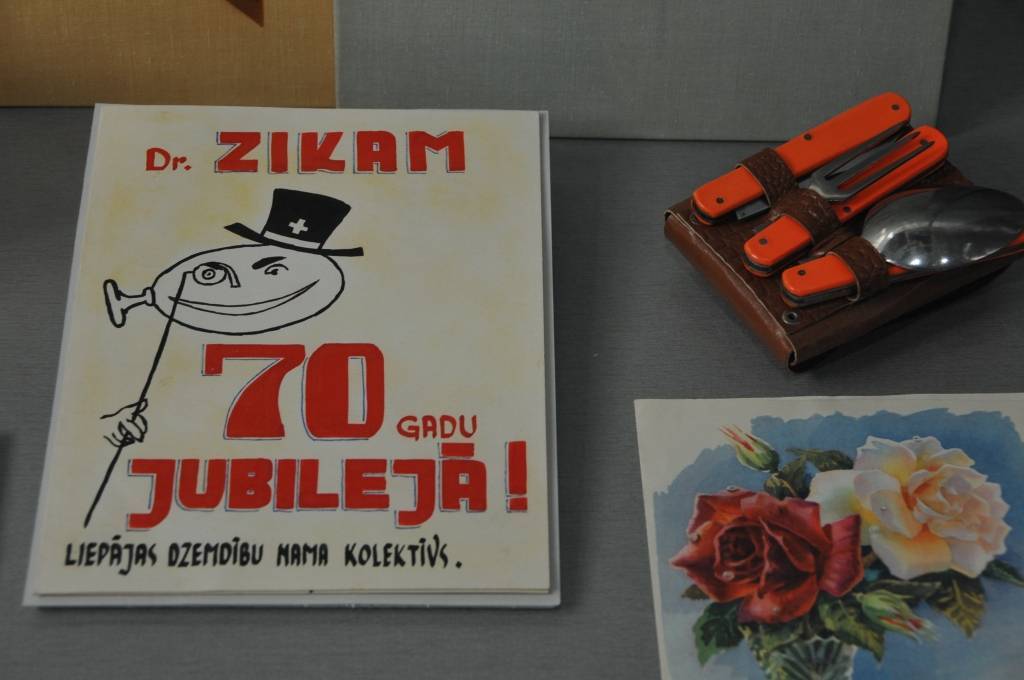 Dr. ZIKAM
70 GADU
JUBILEJĀ!
LIEPĀJAS DZEMDĪBU NAMA KOLEKTĪVS.